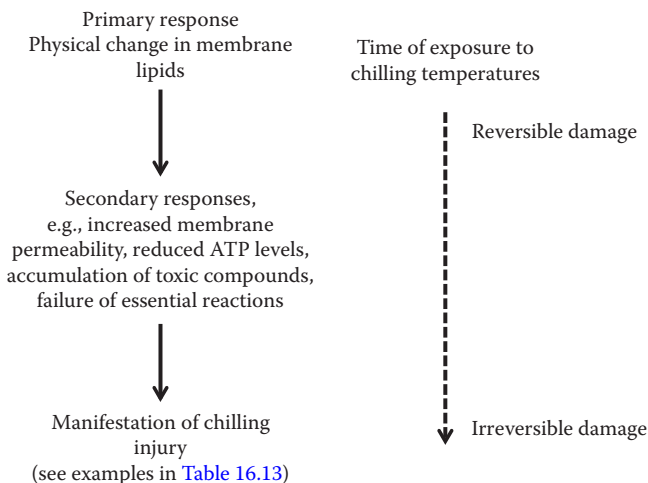 Primary response
Physical change in membrane
lipids
Time of exposure to
chilling temperatures
Reversible damage
Secondary responses,
e.g., increased membrane
permeability, reduced ATP levels,
accumulation of toxic compounds,
failure of essential reactions
Manifestation of chilling
injury
(see examples in Table 16.13)
Irreversible damage